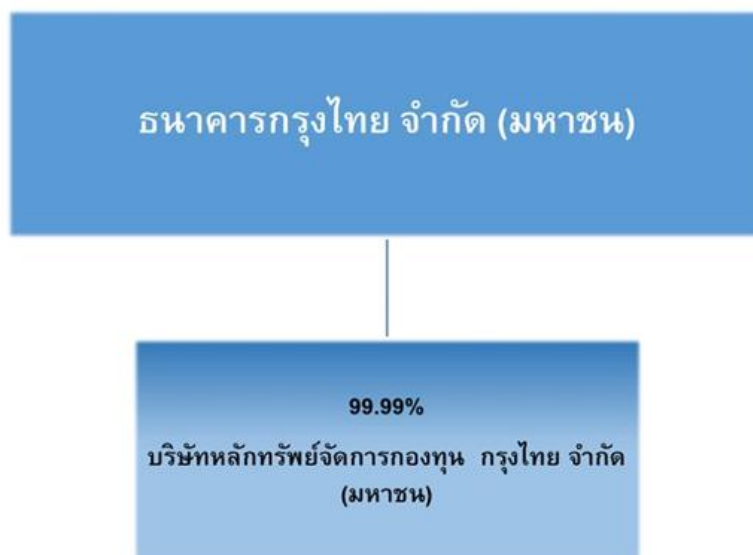 ธนาคารกรุงไทย จำกัด (มหาชน)
99.99%
บริษัทหลักทรัพย์จัดการกองทุน กรุงไทย จำกัด
(มหาชน)